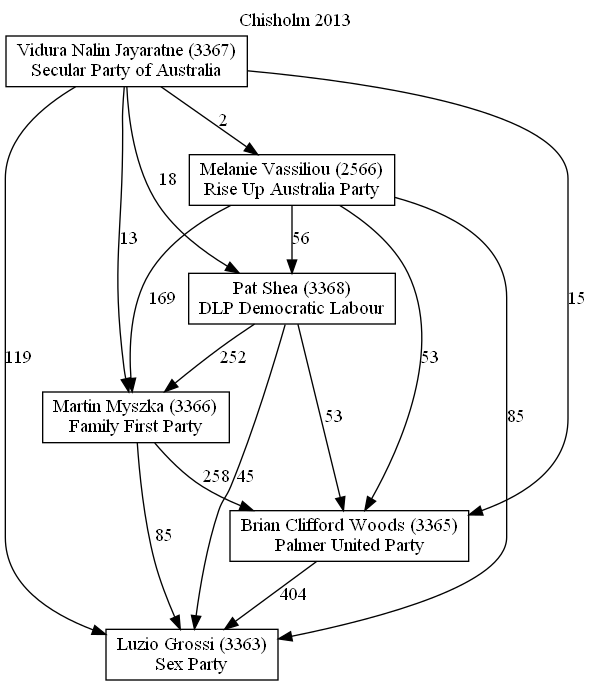 Chisholm 2013
Vidura Nalin Jayaratne (3367)
Secular Party of Australia
2
Melanie Vassiliou (2566)
Rise Up Australia Party
18
13
56
169
15
Pat Shea (3368)
DLP Democratic Labour
119
252
53
53
85
Martin Myszka (3366)
Family First Party
258
45
Brian Clifford Woods (3365)
Palmer United Party
85
404
Luzio Grossi (3363)
Sex Party